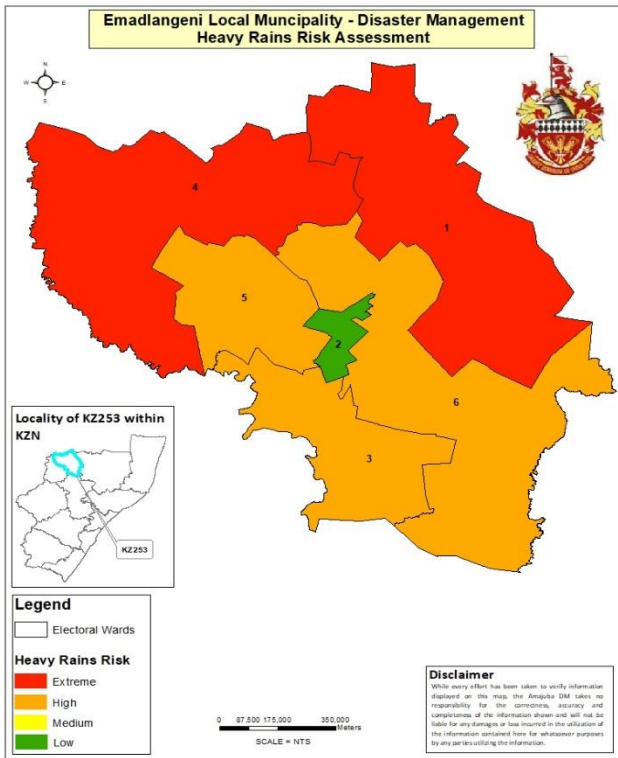 Emadlangeni Local Muncipality - Disaster Management
Heavy Rains Risk Assessment
N
W E
S
4
1
5
2
6
3
Locality of KZ253 within
KZN
KZ253
Legend
Electoral Wards
Heavy Rains Risk
Extreme
High
Medium
Low
0 87,500 175,000 350,000
Meters
SCALE = NTS
Disclaimer
While every effort has been taken to verify information
displayed on this map, the Amajuba DM takes no
responsibility for the correctness, accuracy and
completeness of the information shown and will not be
liable for any damages or loss incurred in the utilization of
the information contained here for whatsoever purposes
by any parties utilizing the information.